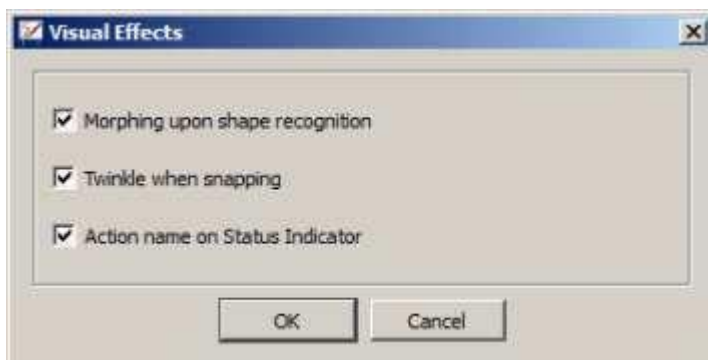 Visual Effects
Morphing upon shape recognition
Twinkle when snapping
Action name on Status Indicator
OK Cancel